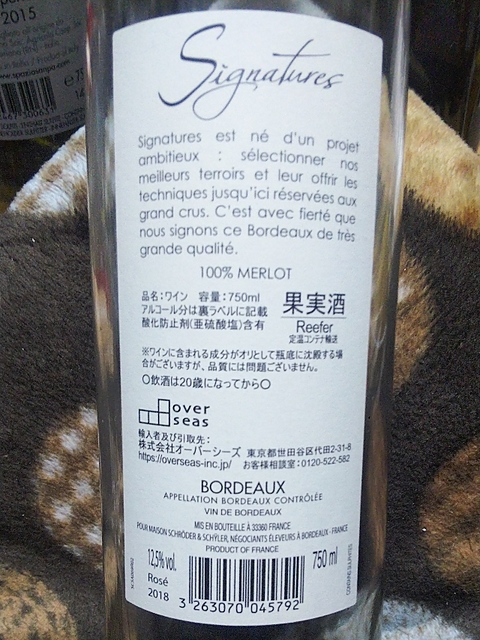 2015
Signatures
Signatures est né d'un projet
ambitieux : sélectionner nos
meilleurs terroirs et leur offrir les
techniques jusqu'ici réservées aux
grand crus. C'est avec fierté que
nous signons ce Bordeaux de très
grande qualité.
100% MERLOT
品名:ワイン 容量:750ml
アルコール分は裏ラベルに記載
酸化防止剤(亜硫酸塩)含有
果実酒
Reefer
定温コンテナ輸送
※ワインに含まれる成分がオリとして瓶底に沈殿する場
合がございますが、品質には問題ございません。
〇飲酒は20歳になってから〇
over
seas
輸入者及び引取先:
株式会社オーバーシーズ 東京都世田谷区代田2-31-8
https://overseas-inc.jp/ お客様相談室:0120-522-582
BORDEAUX
APPELLATION BORDEAUX CONTRÔLÉE
VIN DE BORDEAUX
MIS EN BOUTEILLE À 33360 FRANCE
POUR MAISON SCHRÖDER & SCHŸLER, NÉGOCIANTS ÉLEVEURS À BORDEAUX - FRANCE
PRODUCT OF FRANCE
12,5% vol.
Rosé
2018
750 ml
3 263070 045792
CONTAINS SULPHITES